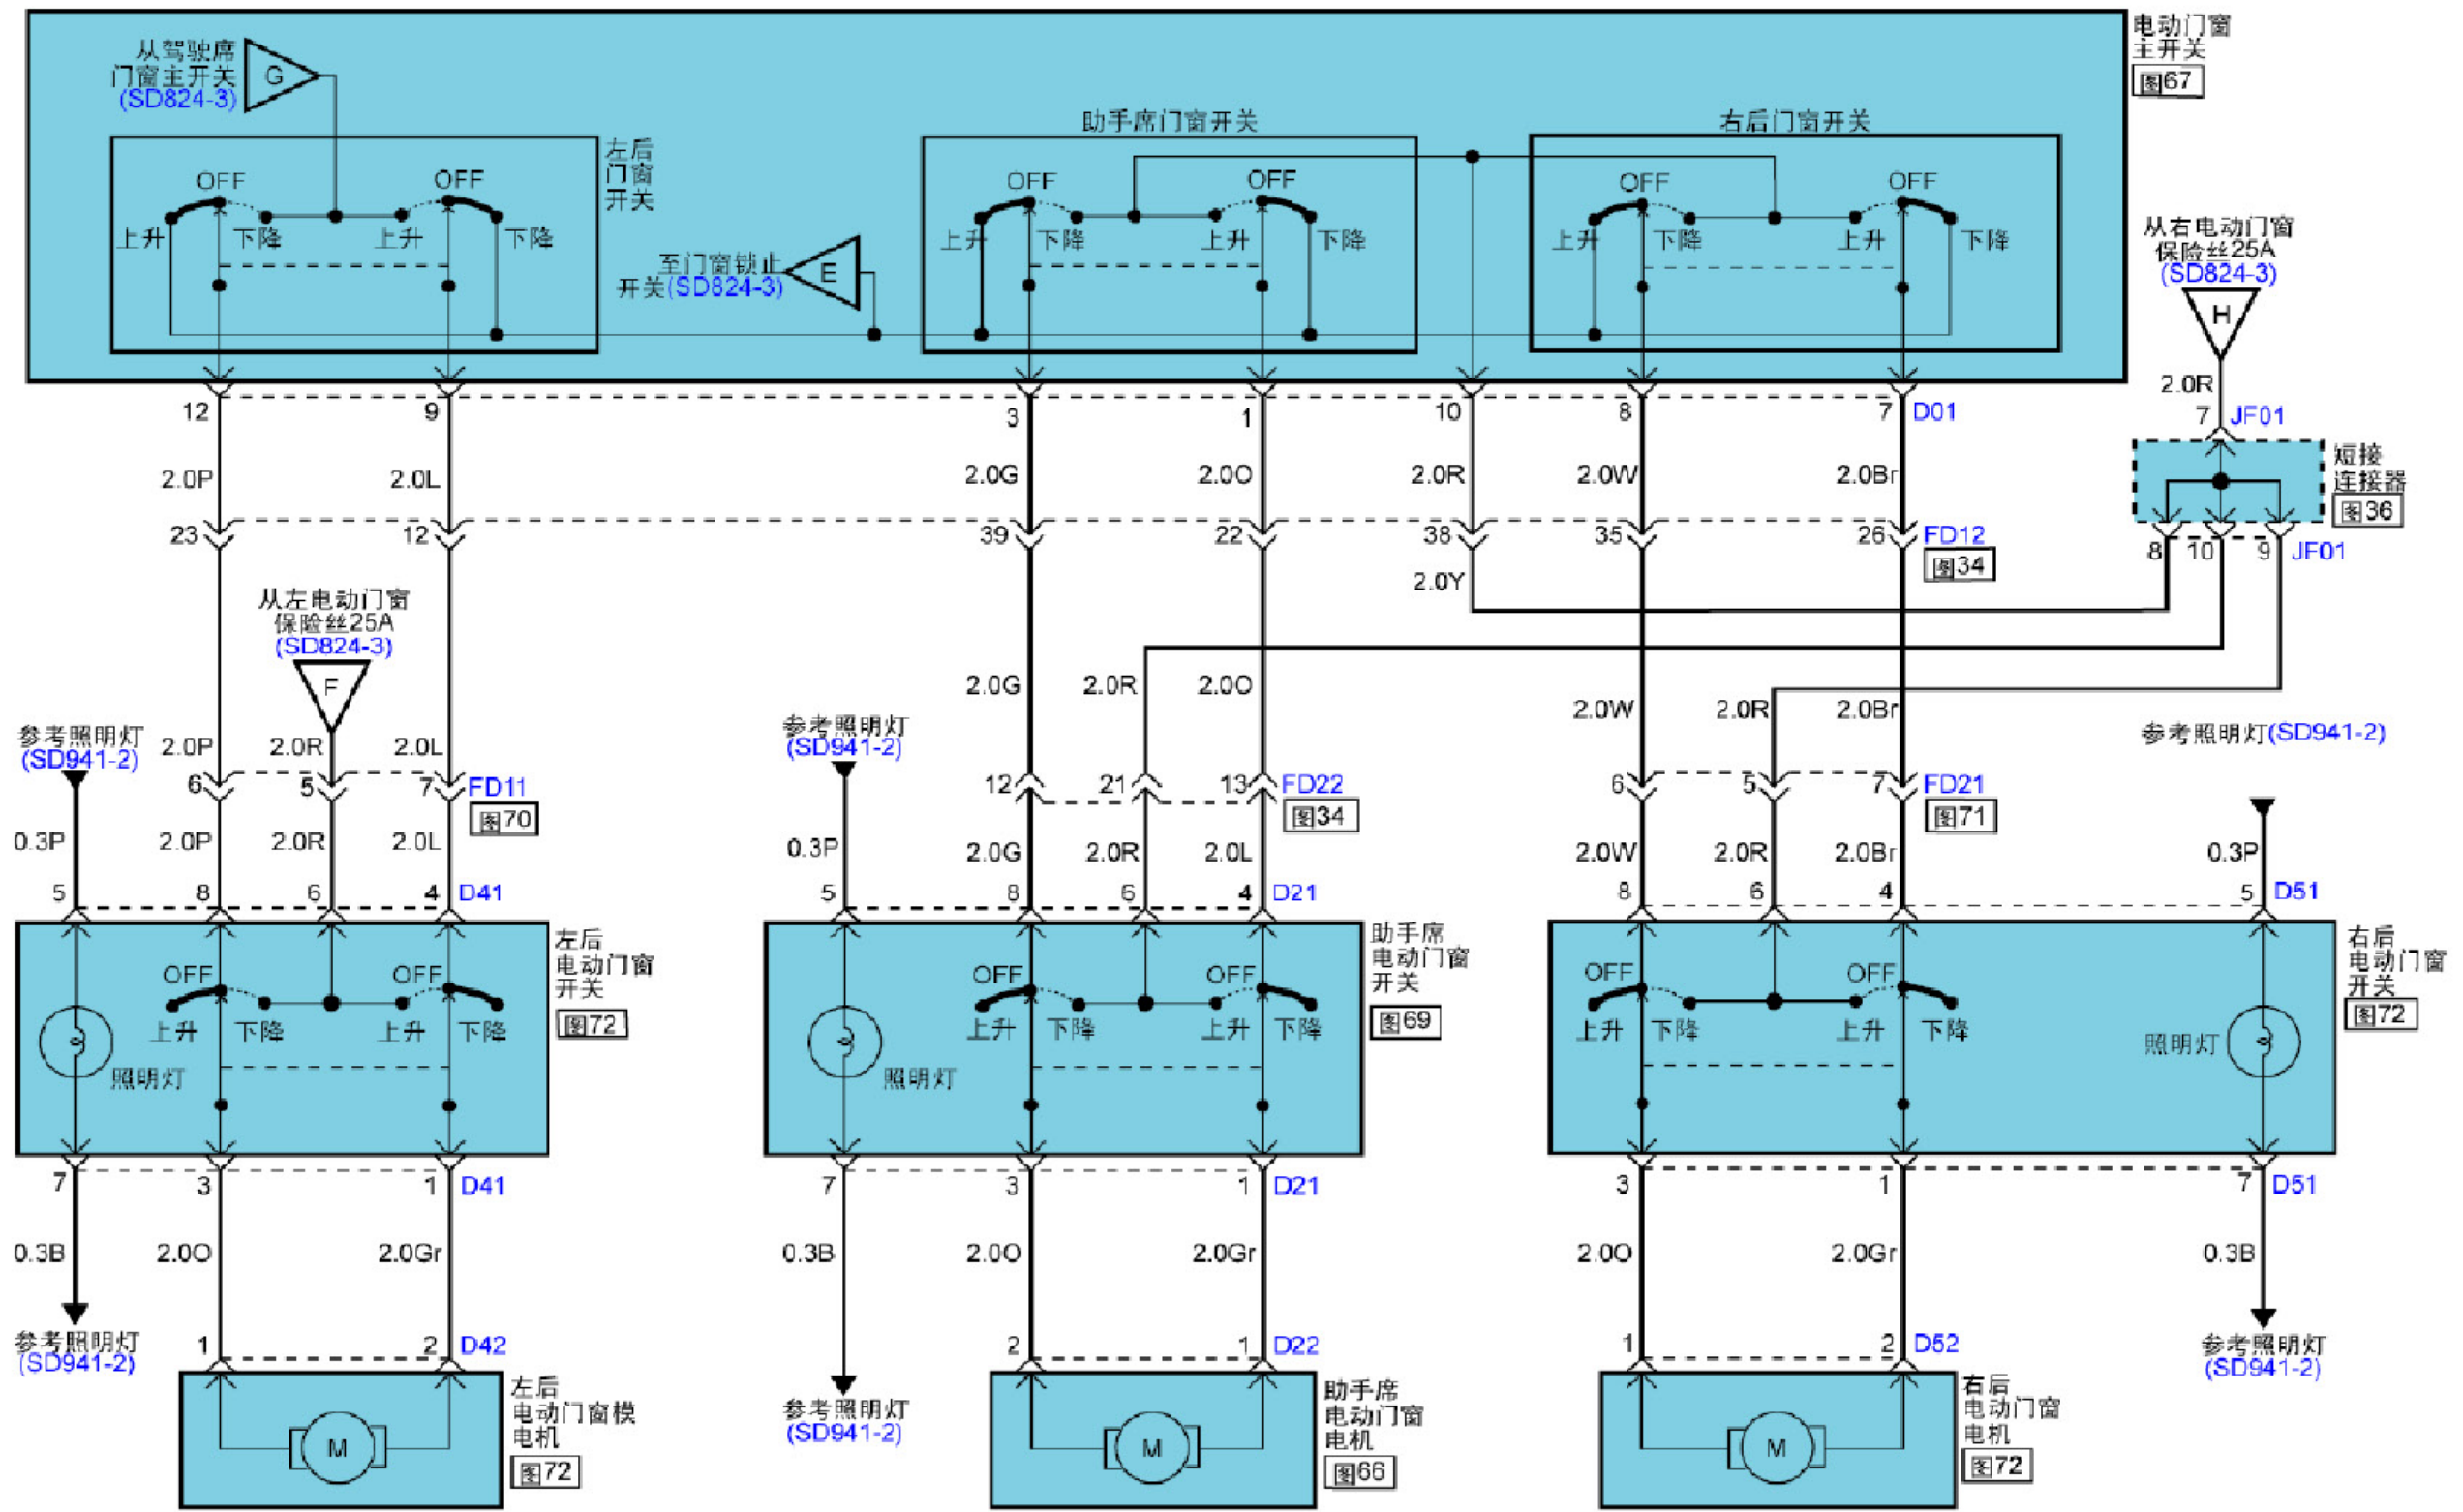 从驾驶席
门窗主开关
(SD824-3)
G
电动门窗
主开关
图67
左后
门窗
开关
助手席门窗开关
右后门窗开关
OFF
OFF
OFF
OFF
OFF
OFF
上升
下降
上升
下降
上升
下降
上升
下降
上升
下降
上升
下降
至门窗锁止
开关(SD824-3)
E
从右电动门窗
保险丝25A
(SD824-3)
H
2.0R
7
JF01
短接
连接器
图36
8
10
9
JF01
12
9
3
1
10
8
7
D01
2.0P
2.0L
2.0G
2.0O
2.0R
2.0W
2.0Br
23
12
39
22
38
35
26
FD12
图34
2.0Y
从左电动门窗
保险丝25A
(SD824-3)
F
2.0G
2.0R
2.0O
2.0W
2.0R
2.0Br
参考照明灯
(SD941-2)
2.0P
2.0R
2.0L
参考照明灯
(SD941-2)
参考照明灯(SD941-2)
6
5
7
FD11
图70
12
21
13
FD22
图34
6
5
7
FD21
图71
0.3P
2.0P
2.0R
2.0L
0.3P
2.0G
2.0R
2.0L
2.0W
2.0R
2.0Br
0.3P
5
8
6
4
D41
5
8
6
4
D21
8
6
4
5
D51
左后
电动门窗
开关
图72
助手席
电动门窗
开关
图69
右后
电动门窗
开关
图72
OFF
OFF
OFF
OFF
OFF
OFF
上升
下降
上升
下降
上升
下降
上升
下降
上升
下降
上升
下降
照明灯
照明灯
照明灯
7
3
1
D41
7
3
1
D21
3
1
7
D51
0.3B
2.0O
2.0Gr
0.3B
2.0O
2.0Gr
2.0O
2.0Gr
0.3B
参考照明灯
(SD941-2)
1
2
D42
参考照明灯
(SD941-2)
2
1
D22
1
2
D52
参考照明灯
(SD941-2)
M
左后
电动门窗模
电机
图72
M
助手席
电动门窗
电机
图66
M
右后
电动门窗
电机
图72